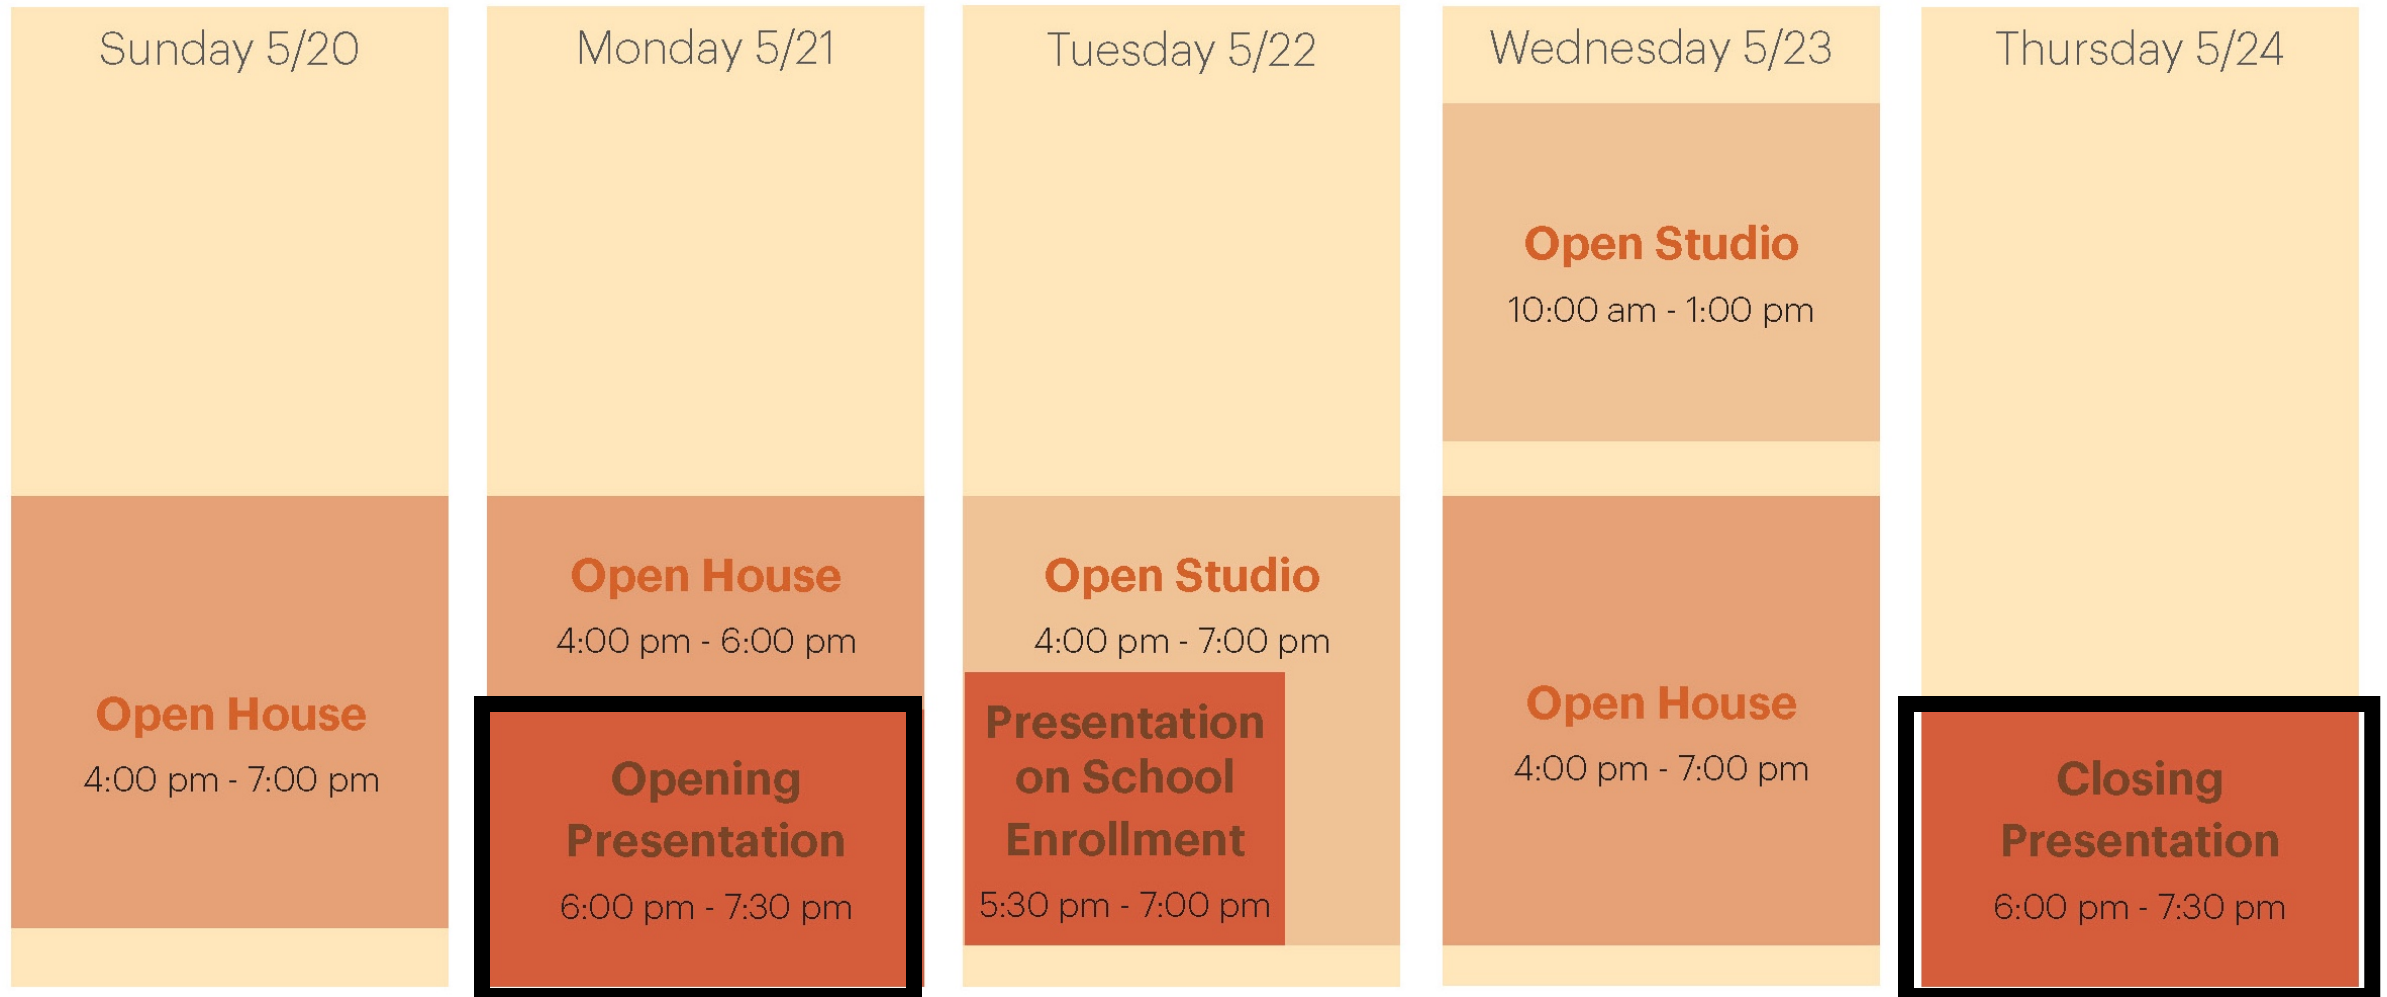 Sunday 5/20
Open House
4:00 pm - 7:00 pm
Monday 5/21
Open House
4:00 pm - 6:00 pm
Opening
Presentation
6:00 pm - 7:30 pm
Tuesday 5/22
Open Studio
4:00 pm - 7:00 pm
Presentation
on School
Enrollment
5:30 pm - 7:00 pm
Wednesday 5/23
Open Studio
10:00 am - 1:00 pm
Open House
4:00 pm - 7:00 pm
Thursday 5/24
Closing
Presentation
6:00 pm - 7:30 pm